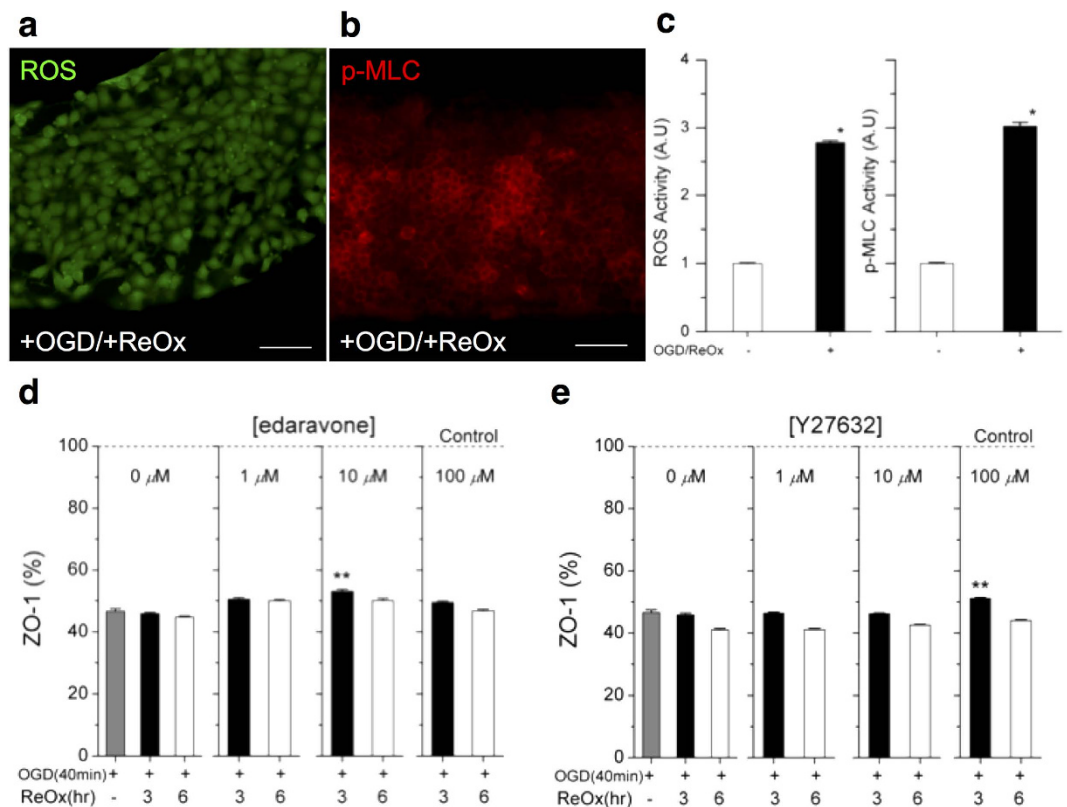 a
ROS
+OGD/+ReOx
b
p-MLC
+OGD/+ReOx
c
4
3
2
1
0
ROS Activity (A.U)
p-MLC Activity (A.U)
*
*
OGD/ReOx - + - +
d
[edaravone]
Control
100
80
60
40
20
0
ZO-1 (%)
0 μM 1 μM 10 μM 100 μM
**
OGD(40min) + + + + + + + + +
ReOx(hr) - 3 6 3 6 3 6 3 6
e
[Y27632]
Control
100
80
60
40
20
0
ZO-1 (%)
0 μM 1 μM 10 μM 100 μM
**
OGD(40min) + + + + + + + + +
ReOx(hr) - 3 6 3 6 3 6 3 6